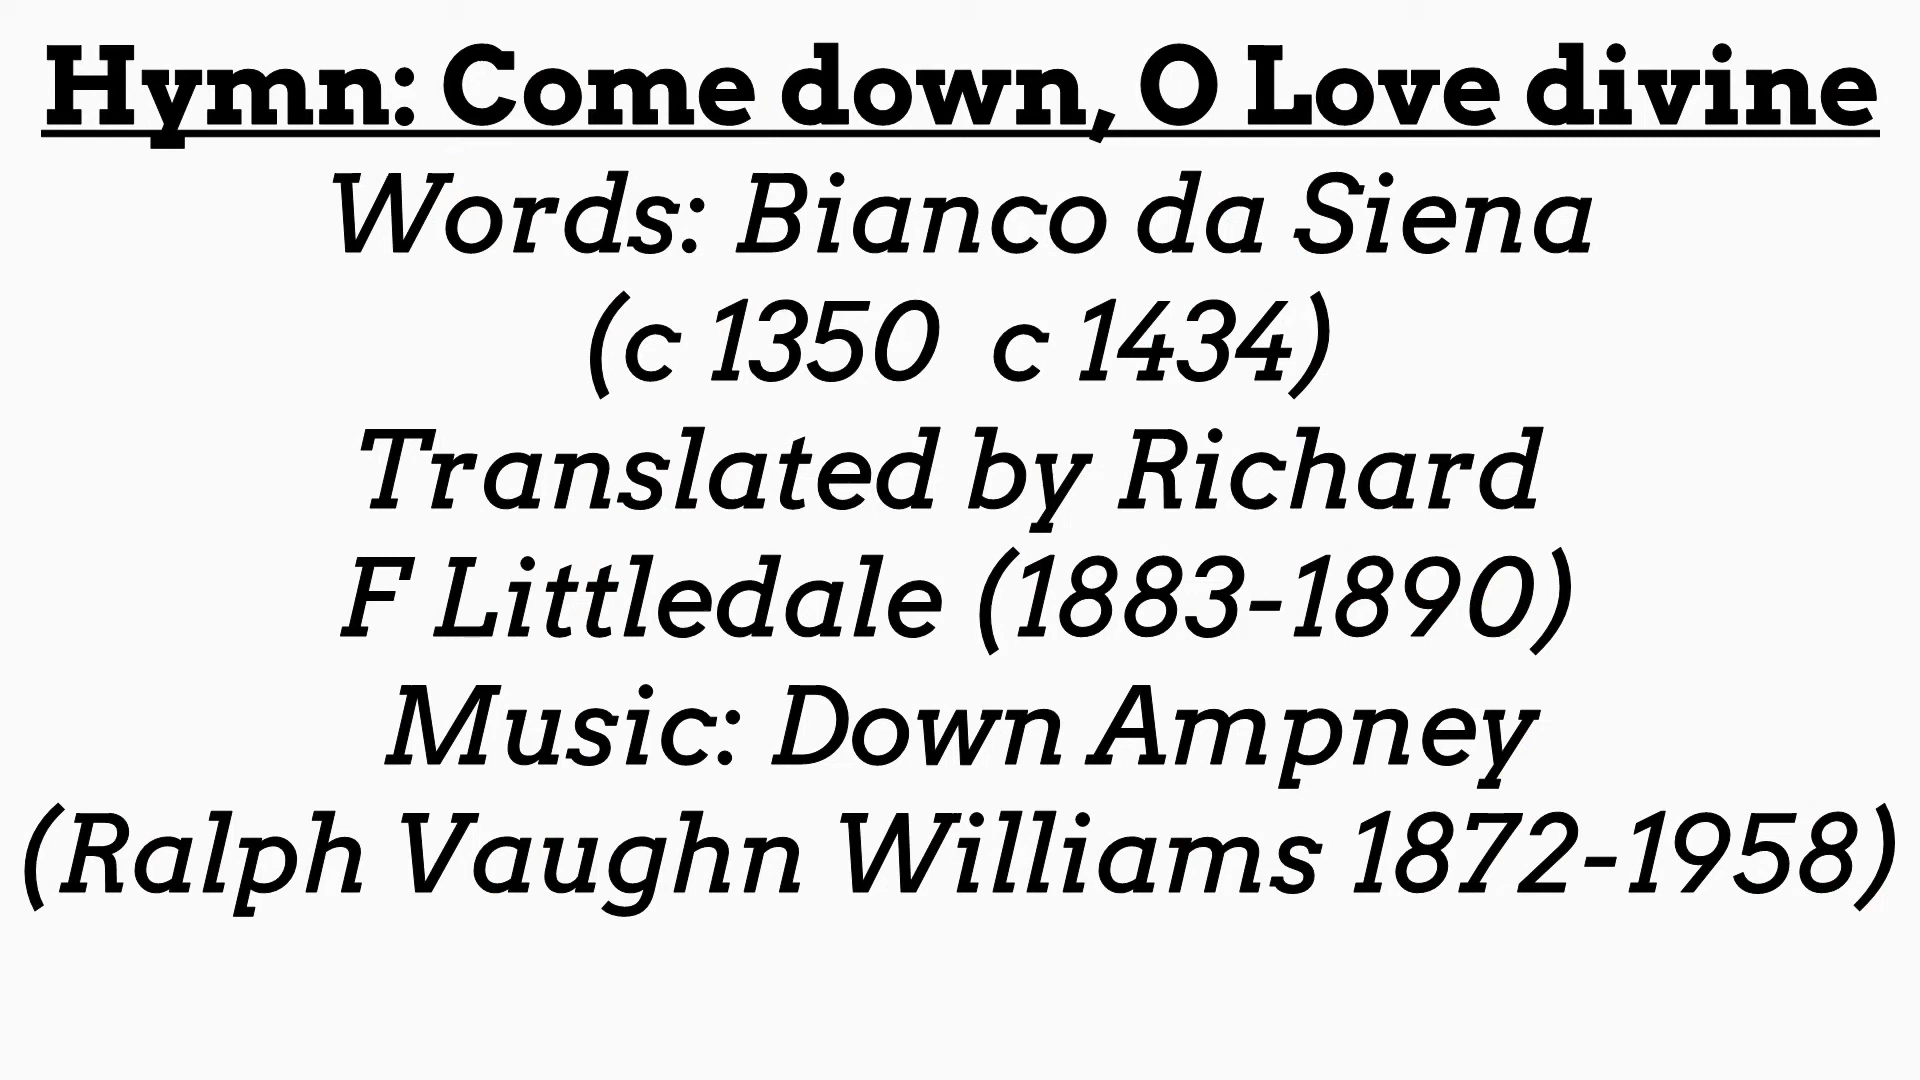 Hymn: Come down, O Love divine
Words: Bianco da Siena
(c 1350  c 1434)
Translated by Richard
F Littledale (1883-1890)
Music: Down Ampney
(Ralph Vaughn Williams 1872-1958)